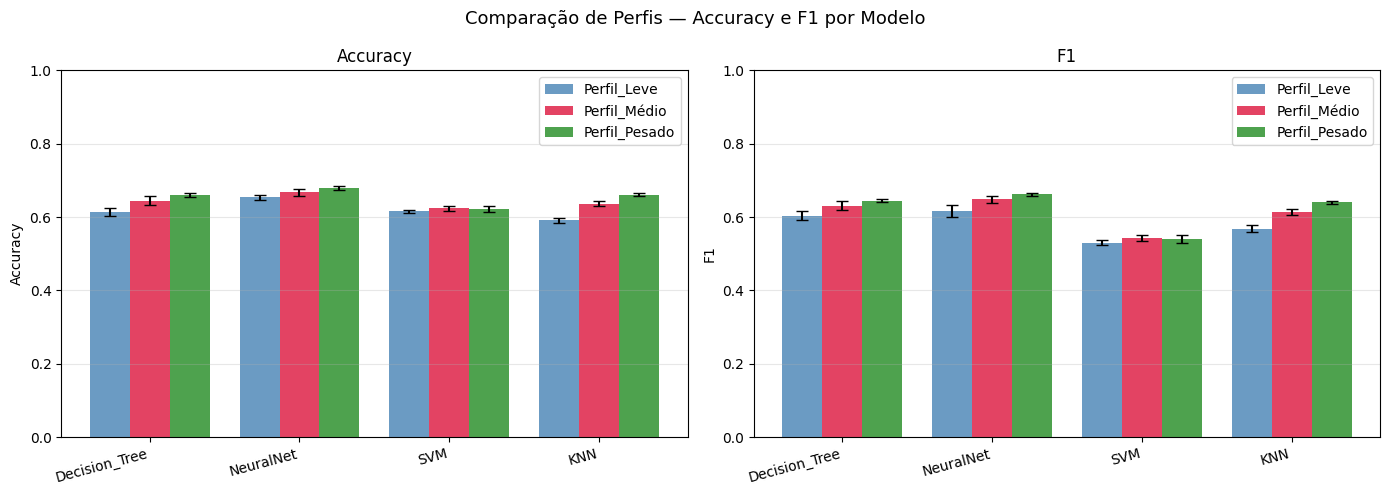 Comparação de Perfis — Accuracy e F1 por Modelo
Accuracy
Accuracy
1.0
0.8
0.6
0.4
0.2
0.0
Perfil_Leve
Perfil_Médio
Perfil_Pesado
Decision_Tree
NeuralNet
SVM
KNN
F1
F1
1.0
0.8
0.6
0.4
0.2
0.0
Perfil_Leve
Perfil_Médio
Perfil_Pesado
Decision_Tree
NeuralNet
SVM
KNN